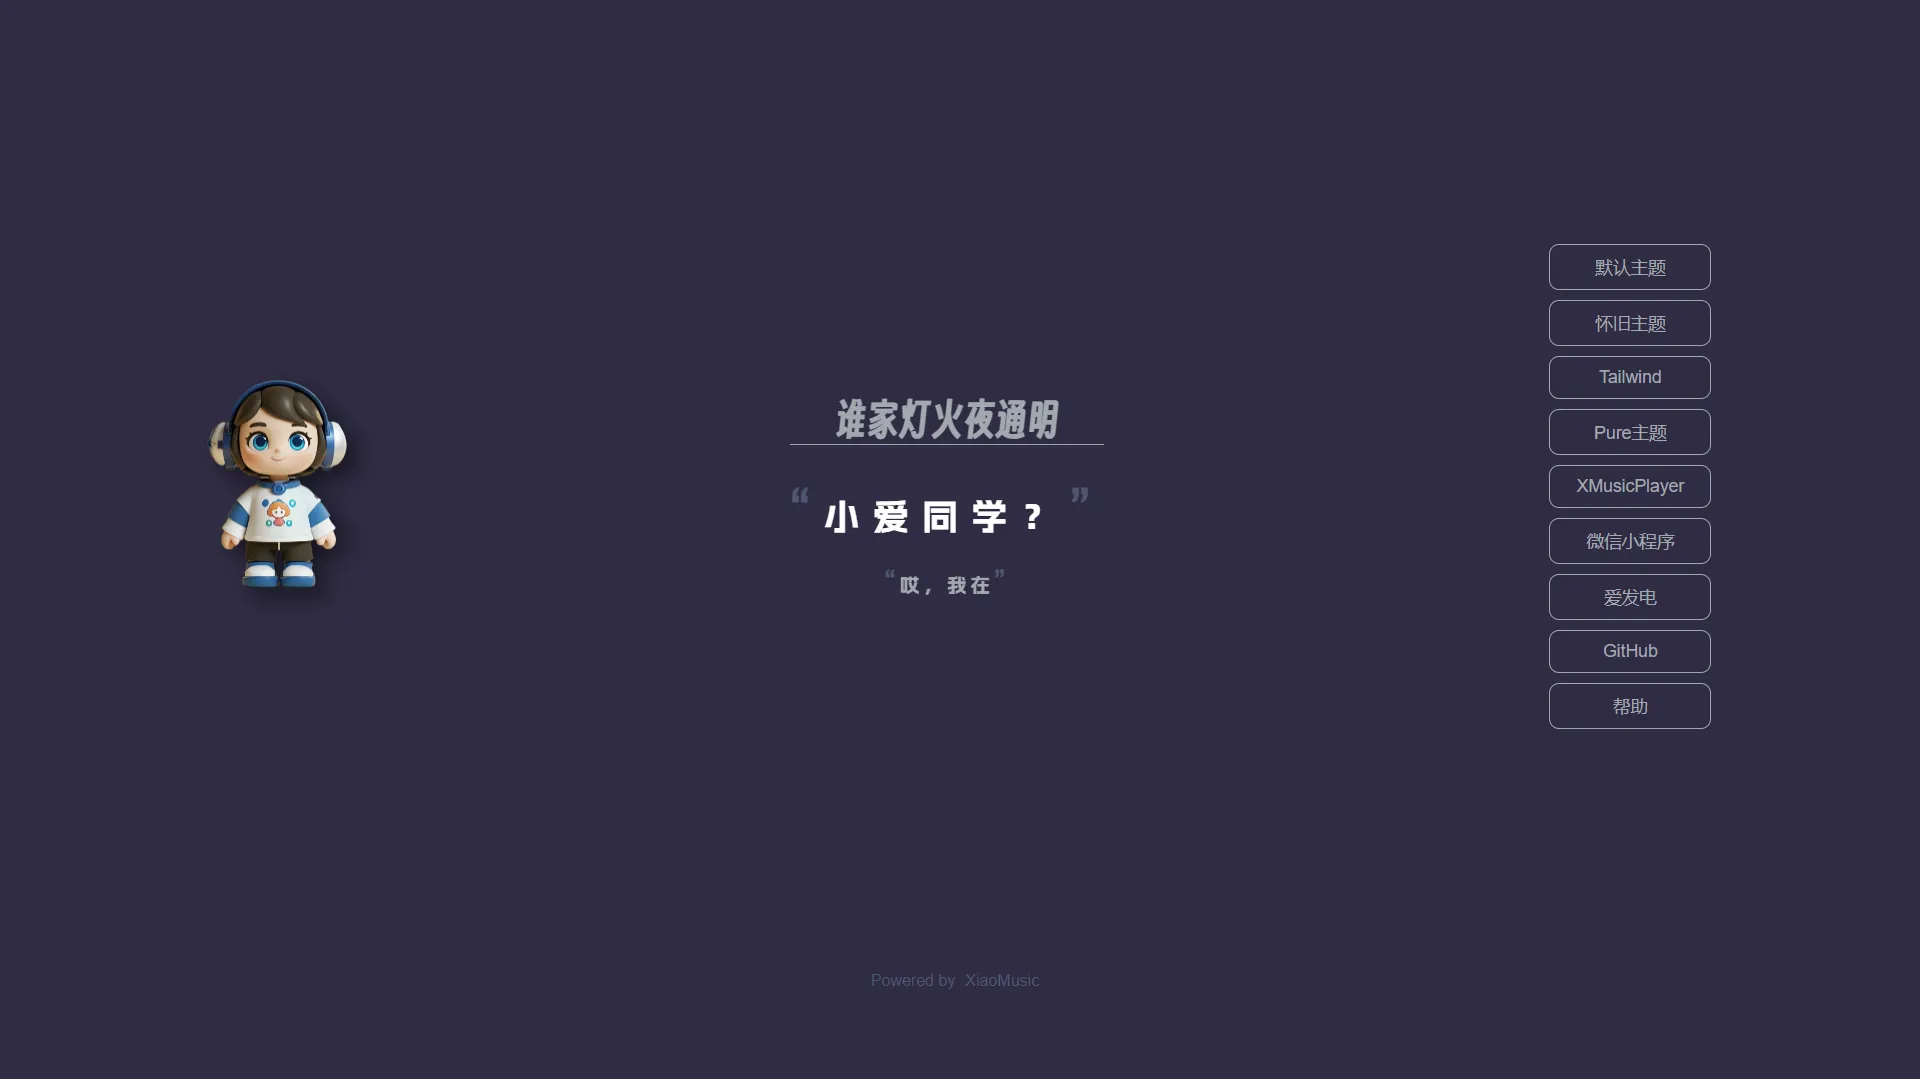 谁家灯火夜通明
“小爱同学？”
“哎，我在”
默认主题
怀旧主题
Tailwind
Pure主题
XMusicPlayer
微信小程序
爱发电
GitHub
帮助
Powered by XiaoMusic